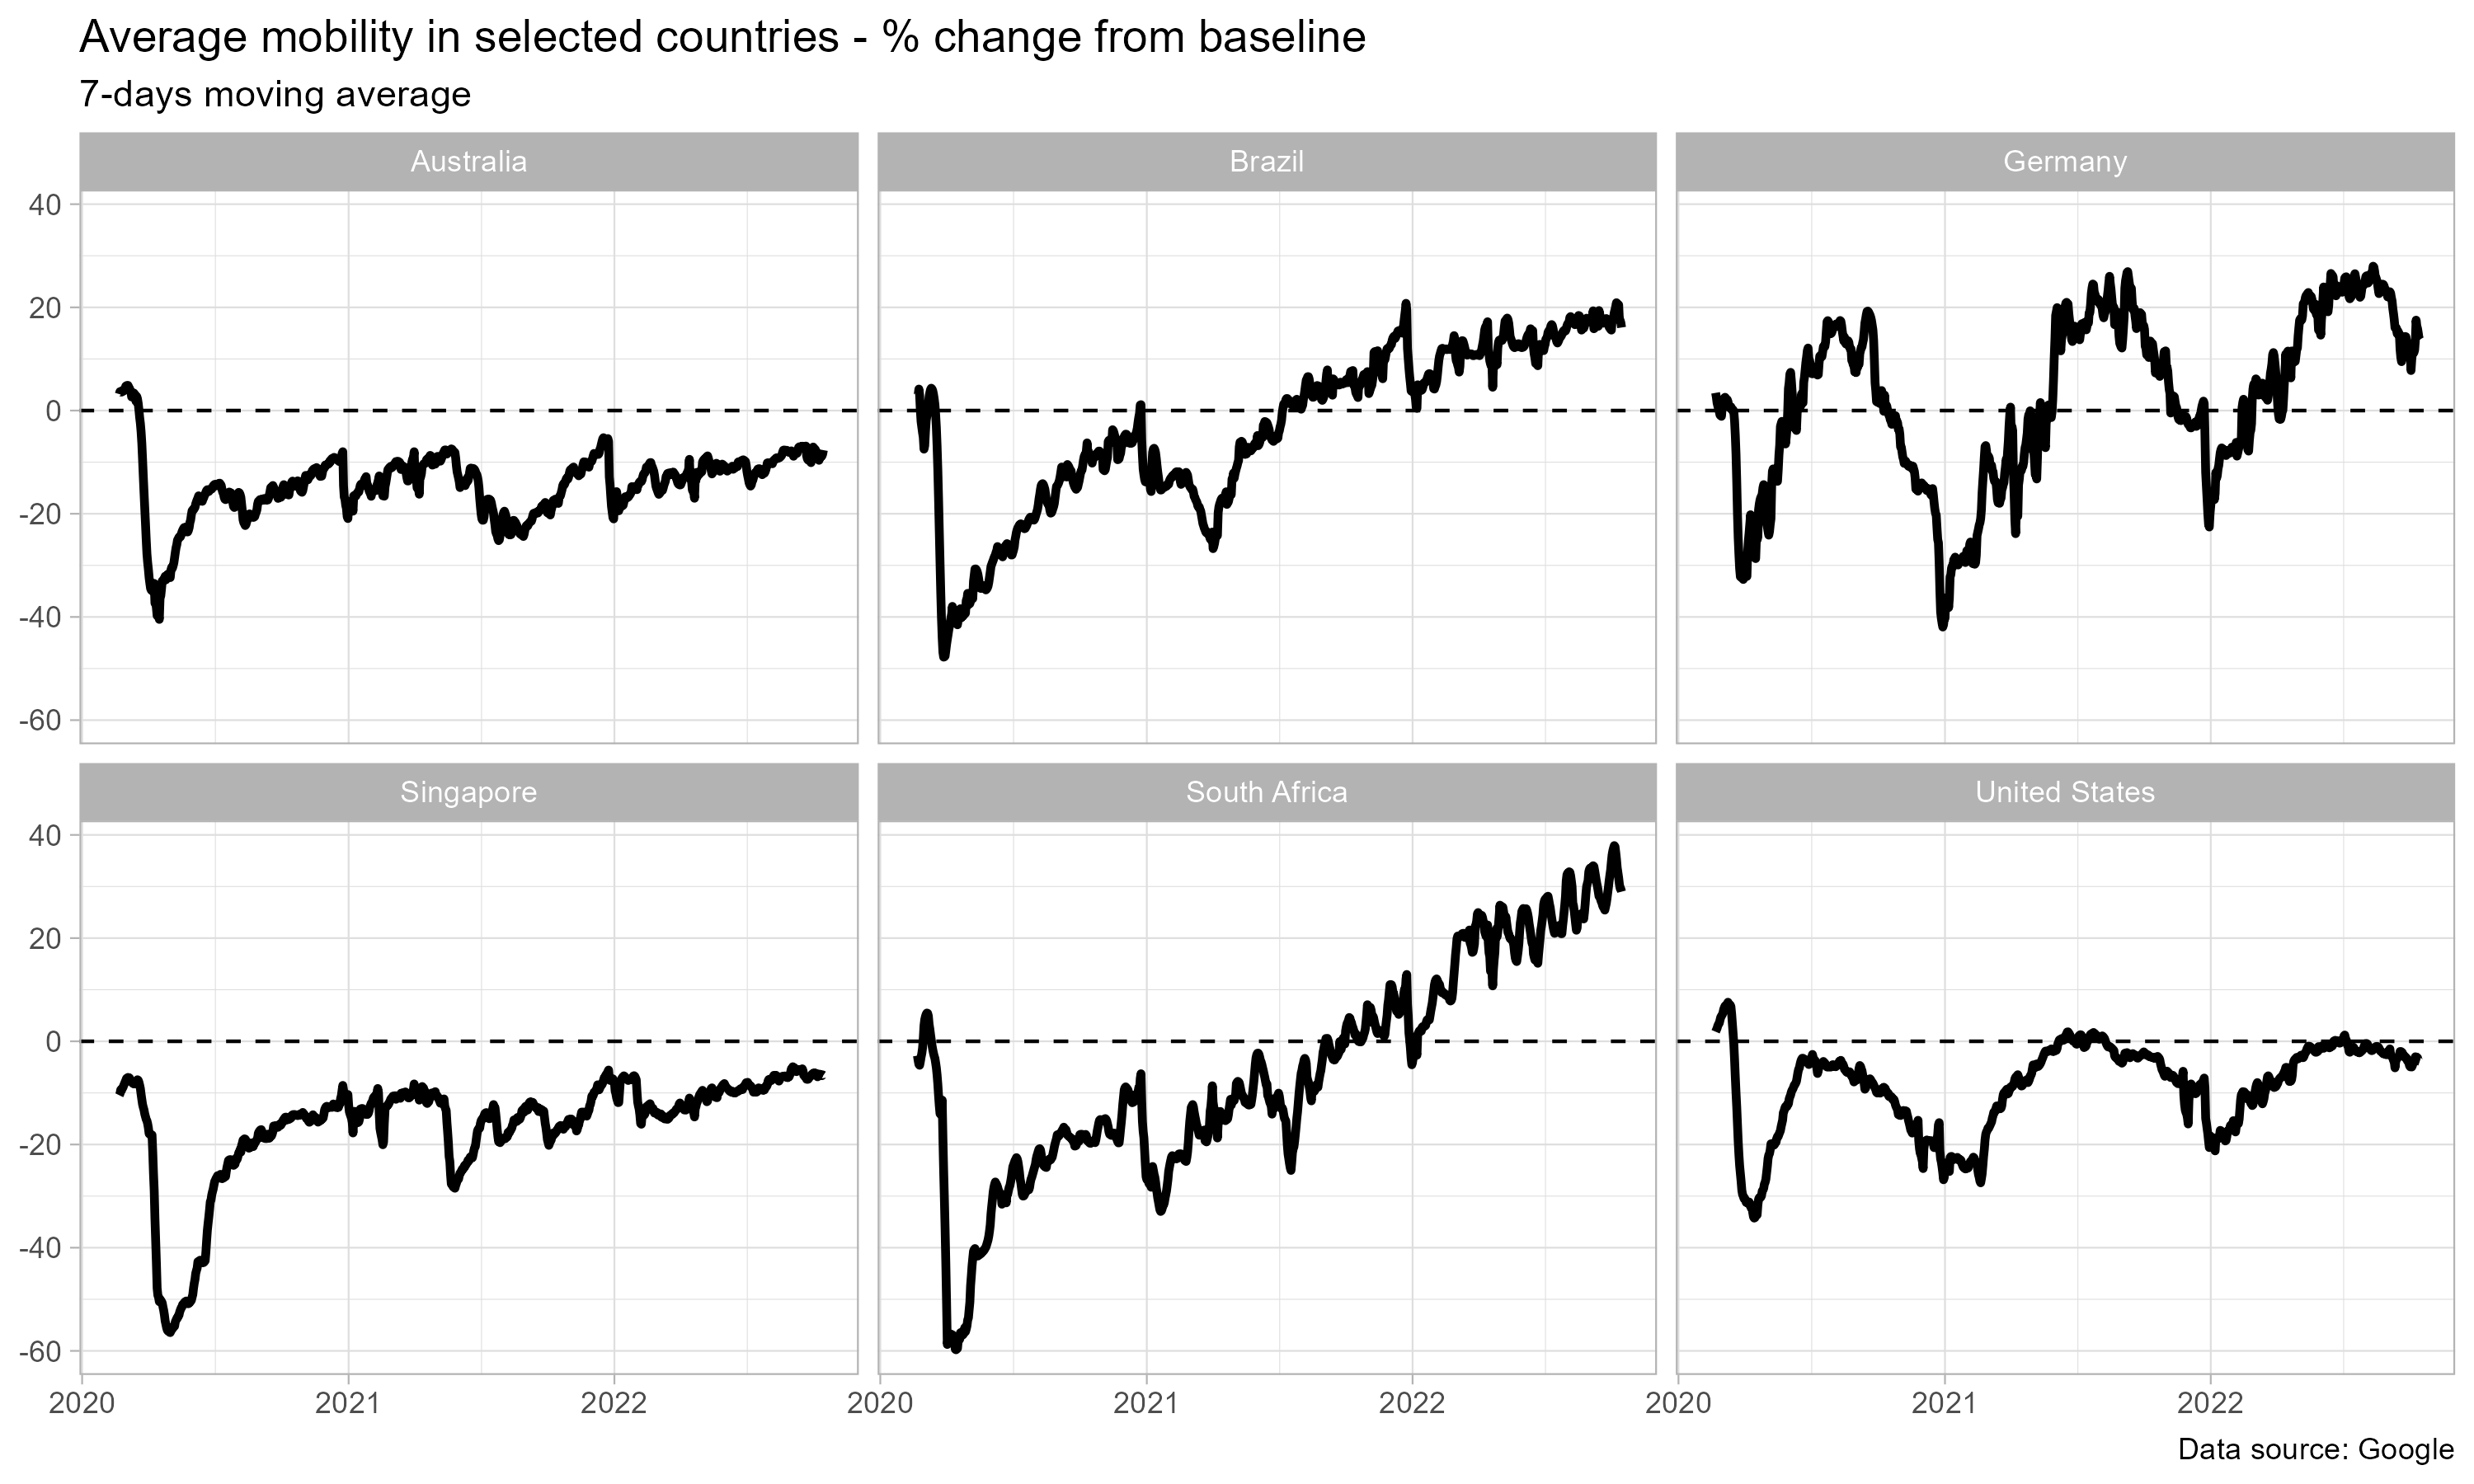 Average mobility in selected countries - % change from baseline
7-days moving average
Australia Brazil Germany
40
20
0
-20
-40
-60
Singapore South Africa United States
40
20
0
-20
-40
-60
2020 2021 2022 2020 2021 2022 2020 2021 2022
Data source: Google